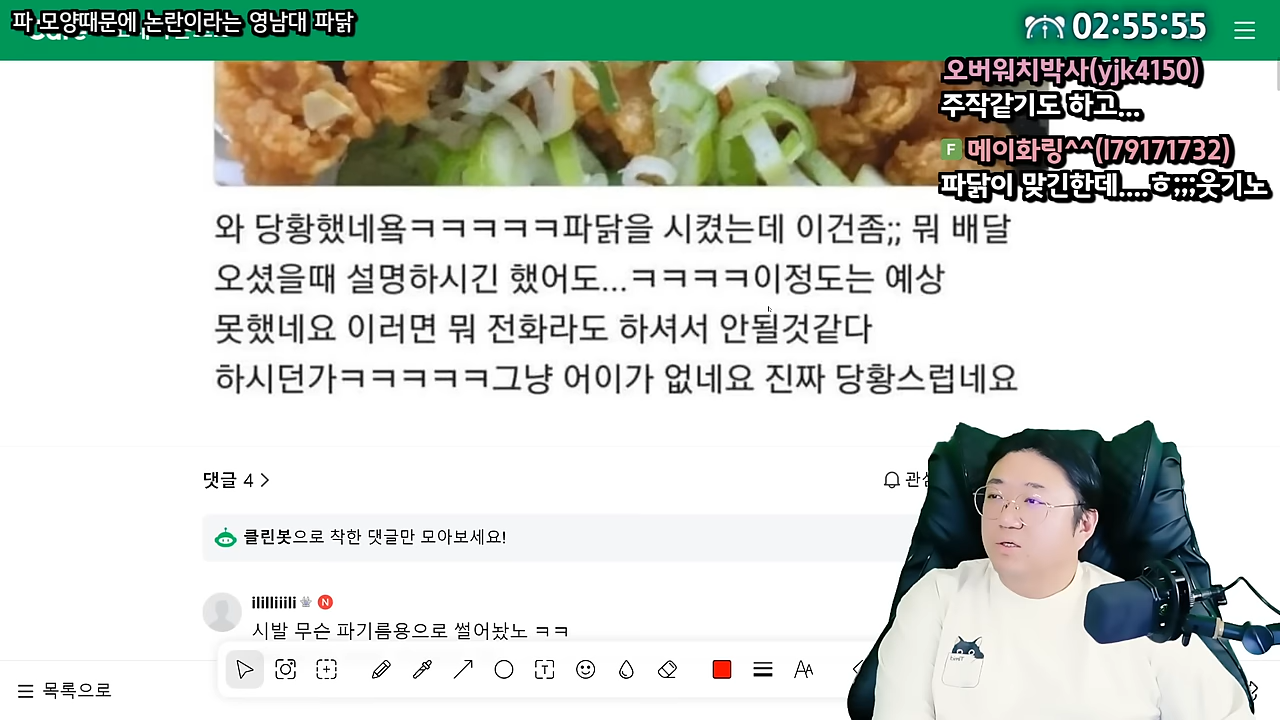 파 모양때문에 논란이라는 영남대 파닭
02:55:55
오버워치박사(yjk4150)
주작같기도 하고...
F 메이화링^^(l79171732)
파닭이 맞긴한데....ㅎ;;;웃기노
와 당황했네욬ㅋㅋㅋㅋㅋ파닭을 시켰는데 이건좀;; 뭐 배달
오셨을때 설명하시긴 했어도...ㅋㅋㅋㅋ이정도는 예상
못했네요 이러면 뭐 전화라도 하셔서 안될것같다
하시던가ㅋㅋㅋㅋㅋ그냥 어이가 없네요 진짜 당황스럽네요
댓글 4
클린봇으로 착한 댓글만 모아보세요!
ililliiili N
시발 무슨 파기름용으로 썰어놨노 ㅋㅋ
목록으로